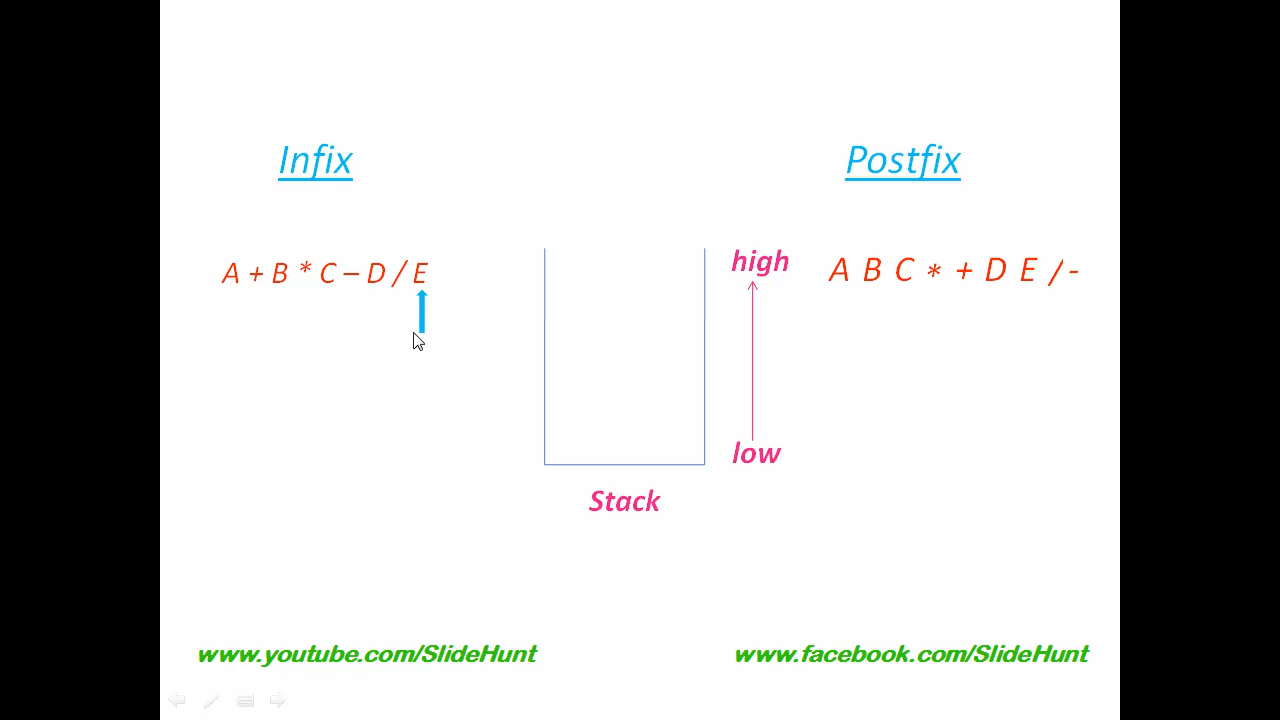 Infix
Postfix
A + B * C – D / E
high
A B C * + D E / -
low
Stack
www.youtube.com/SlideHunt
www.facebook.com/SlideHunt